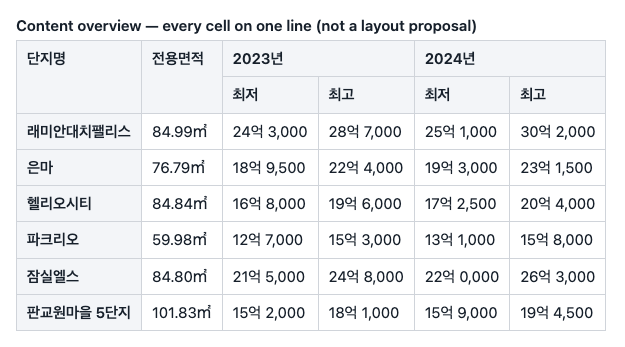 Content overview — every cell on one line (not a layout proposal)
단지명 전용면적 2023년 2024년
최저 최고 최저 최고
래미안대치팰리스 84.99㎡ 24억 3,000 28억 7,000 25억 1,000 30억 2,000
은마 76.79㎡ 18억 9,500 22억 4,000 19억 3,000 23억 1,500
헬리오시티 84.84㎡ 16억 8,000 19억 6,000 17억 2,500 20억 4,000
파크리오 59.98㎡ 12억 7,000 15억 3,000 13억 1,000 15억 8,000
잠실엘스 84.80㎡ 21억 5,000 24억 8,000 22억 0,000 26억 3,000
판교원마을 5단지 101.83㎡ 15억 2,000 18억 1,000 15억 9,000 19억 4,500